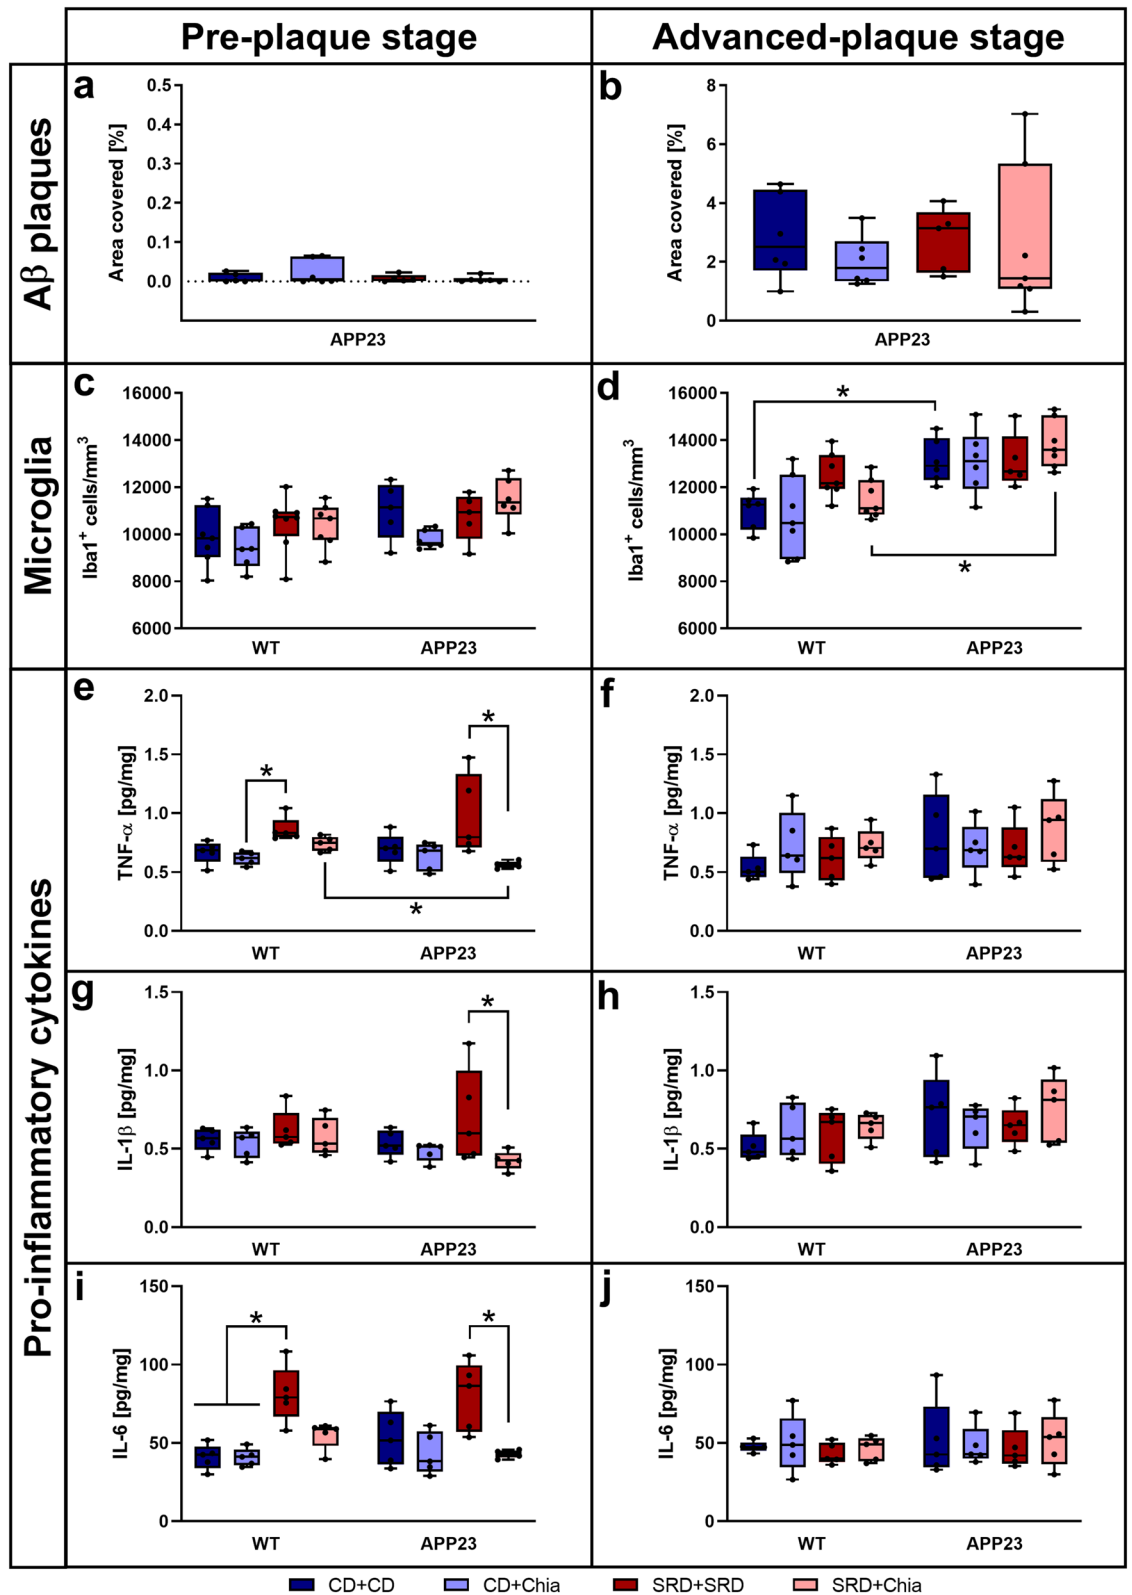 Pre-plaque stage
Advanced-plaque stage
Aβ plaques
a
Area covered [%]
0.5
0.4
0.3
0.2
0.1
0.0
APP23
b
Area covered [%]
8
6
4
2
0
APP23
Microglia
c
Iba1+ cells/mm3
16000
14000
12000
10000
8000
6000
WT
APP23
d
Iba1+ cells/mm3
16000
14000
12000
10000
8000
6000
*
*
WT
APP23
Pro-inflammatory cytokines
e
TNF-α [pg/mg]
2.0
1.5
1.0
0.5
0.0
*
*
*
WT
APP23
f
TNF-α [pg/mg]
2.0
1.5
1.0
0.5
0.0
WT
APP23
g
IL-1β [pg/mg]
1.5
1.0
0.5
0.0
*
WT
APP23
h
IL-1β [pg/mg]
1.5
1.0
0.5
0.0
WT
APP23
i
IL-6 [pg/mg]
150
100
50
0
*
*
WT
APP23
j
IL-6 [pg/mg]
150
100
50
0
WT
APP23
CD+CD
CD+Chia
SRD+SRD
SRD+Chia